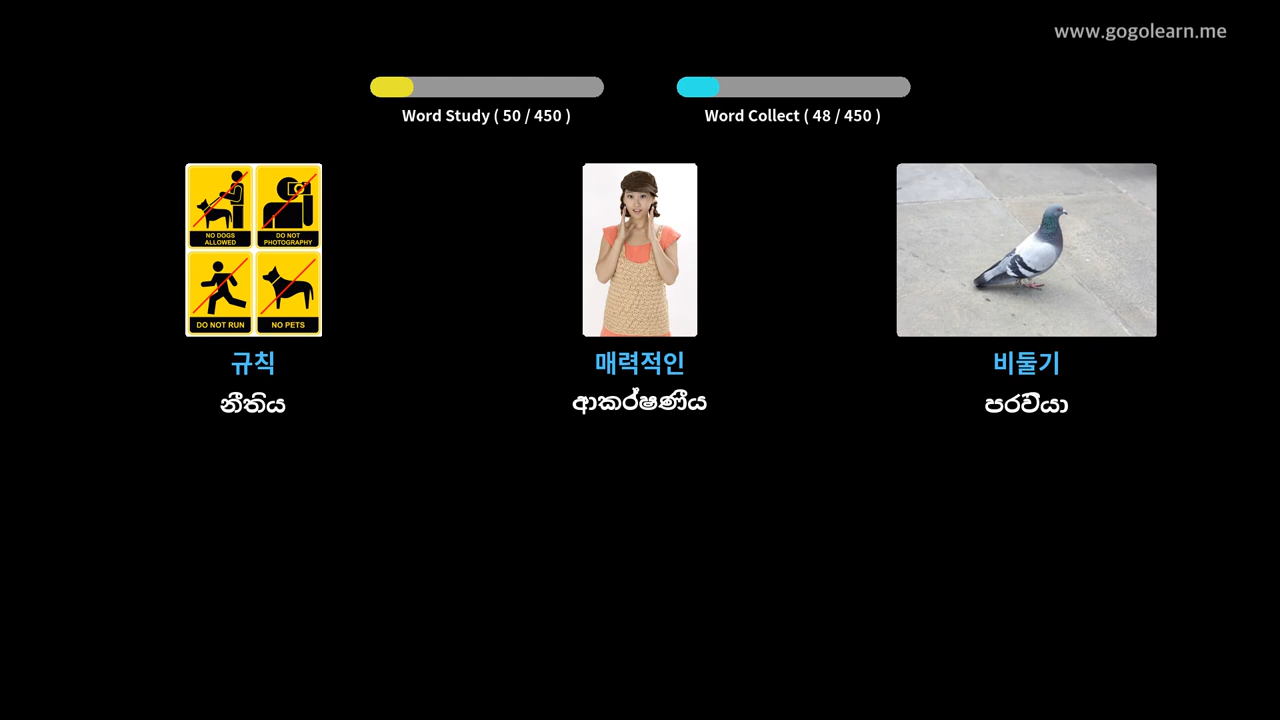 www.gogolearn.me
Word Study ( 50 / 450 )
Word Collect ( 48 / 450 )
NO DOGS
ALLOWED
DO NOT
PHOTOGRAPHY
DO NOT RUN
NO PETS
규칙
매력적인
비둘기
නීතිය
ආකර්ෂණීය
පරවියා